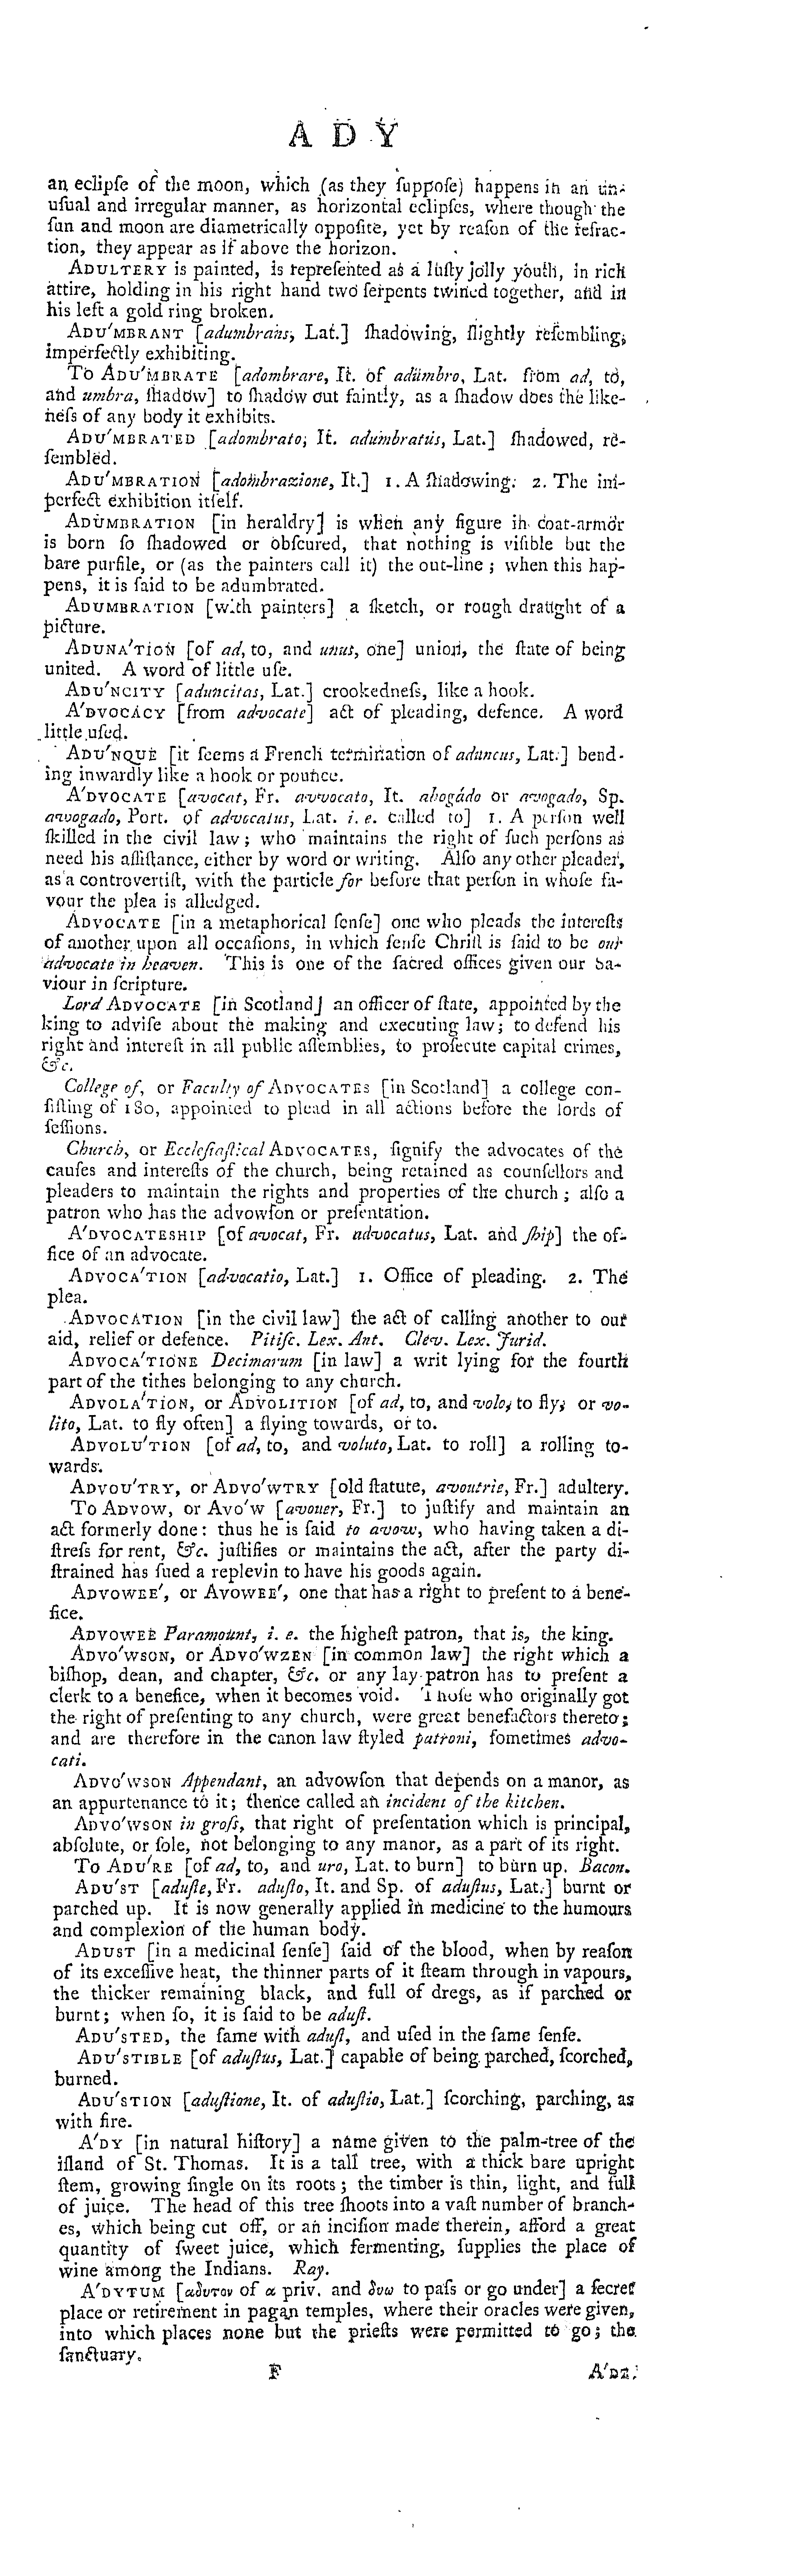 A D Y
an eclipſe of the moon, which (as they ſuppoſe) happens in an un-
uſual and irregular manner, as horizontal eclipſes, where though the
ſun and moon are diametrically oppoſite, yet by reaſon of the refrac-
tion, they appear as if above the horizon.
ADULTERY is painted, is repreſented as a luſty jolly youth, in rich
attire, holding in his right hand two ſerpents twined together, and in
his left a gold ring broken.
ADU'MBRANT [adumbrans, Lat.] ſhadowing, ſlightly reſembling;
imperfectly exhibiting.
To ADU'MBRATE [adombrare, It. of adumbro, Lat. from ad, to,
and umbra, ſhadow] to ſhadow out faintly, as a ſhadow does the like-
neſs of any body it exhibits.
ADU'MBRATED [adombrato, It. adumbratus, Lat.] ſhadowed, re-
ſembled.
ADU'MBRATION [adombrazione, It.] 1. A ſhadowing. 2. The im-
perfect exhibition itſelf.
ADUMBRATION [in heraldry] is when any figure in coat-armor
is born ſo ſhadowed or obſcured, that nothing is viſible but the
bare purfile, or (as the painters call it) the out-line; when this hap-
pens, it is ſaid to be adumbrated.
ADUMBRATION [with painters] a ſketch, or rough draught of a
picture.
ADUNA'TION [of ad, to, and unus, one] union, the ſtate of being
united. A word of little uſe.
ADU'NCITY [aduncitas, Lat.] crookedneſs, like a hook.
A'DVOCACY [from advocate] act of pleading, defence. A word
little uſed.
ADU'NQUE [it ſeems a French termination of aduncus, Lat.] bend-
ing inwardly like a hook or pounce.
A'DVOCATE [avocat, Fr. avvocato, It. abogádo or avogado, Sp.
avogado, Port. of advocatus, Lat. i. e. called to] 1. A perſon well
ſkilled in the civil law; who maintains the right of ſuch perſons as
need his aſſiſtance, either by word or writing. Alſo any other pleader,
as a controvertiſt, with the particle for before that perſon in whoſe fa-
vour the plea is alledged.
ADVOCATE [in a metaphorical ſenſe] one who pleads the intereſts
of another upon all occaſions, in which ſenſe Chriſt is ſaid to be our
advocate in heaven. This is one of the ſacred offices given our Sa-
viour in ſcripture.
Lord ADVOCATE [in Scotland] an officer of ſtate, appointed by the
king to adviſe about the making and executing law; to defend his
right and intereſt in all public aſſemblies, to proſecute capital crimes,
&c.
College of, or Faculty of ADVOCATES [in Scotland] a college con-
ſiſting of 180, appointed to plead in all actions before the lords of
ſeſſions.
Church, or Eccleſiaſtical ADVOCATES, ſignify the advocates of the
cauſes and intereſts of the church, being retained as counſellors and
pleaders to maintain the rights and properties of the church; alſo a
patron who has the advowſon or preſentation.
A'DVOCATESHIP [of avocat, Fr. advocatus, Lat. and ſhip] the of-
fice of an advocate.
ADVOCA'TION [advocatio, Lat.] 1. Office of pleading. 2. The
plea.
ADVOCATION [in the civil law] the act of calling another to our
aid, relief or defence. Pitiſc. Lex. Ant. Clev. Lex. Jurid.
ADVOCA'TIONE Decimarum [in law] a writ lying for the fourth
part of the tithes belonging to any church.
ADVOLA'TION, or ADVOLITION [of ad, to, and volo, to fly, or vo-
lito, Lat. to fly often] a flying towards, or to.
ADVOLU'TION [of ad, to, and voluto, Lat. to roll] a rolling to-
wards.
ADVOU'TRY, or ADVO'WTRY [old ſtatute, avoutrie, Fr.] adultery.
To ADVOW, or AVO'W [avouer, Fr.] to juſtify and maintain an
act formerly done: thus he is ſaid to avow, who having taken a di-
ſtreſs for rent, &c. juſtifies or maintains the act, after the party di-
ſtrained has ſued a replevin to have his goods again.
ADVOWEE', or AVOWEE', one that has a right to preſent to a bene-
fice.
ADVOWEE Paramount, i. e. the higheſt patron, that is, the king.
ADVO'WSON, or ADVO'WZEN [in common law] the right which a
biſhop, dean, and chapter, &c. or any lay-patron has to preſent a
clerk to a benefice, when it becomes void. Thoſe who originally got
the right of preſenting to any church, were great benefactors thereto;
and are therefore in the canon law ſtyled patroni, ſometimes advo-
cati.
ADVO'WSON Appendant, an advowſon that depends on a manor, as
an appurtenance to it; thence called an incident of the kitchen.
ADVO'WSON in groſs, that right of preſentation which is principal,
abſolute, or ſole, not belonging to any manor, as a part of its right.
To ADU'RE [of ad, to, and uro, Lat. to burn] to burn up. Bacon.
ADU'ST [aduſte, Fr. aduſto, It. and Sp. of aduſtus, Lat.] burnt or
parched up. It is now generally applied in medicine to the humours
and complexion of the human body.
ADUST [in a medicinal ſenſe] ſaid of the blood, when by reaſon
of its exceſſive heat, the thinner parts of it ſteam through in vapours,
the thicker remaining black, and full of dregs, as if parched or
burnt; when ſo, it is ſaid to be aduſt.
ADU'STED, the ſame with aduſt, and uſed in the ſame ſenſe.
ADU'STIBLE [of aduſtus, Lat.] capable of being parched, ſcorched,
burned.
ADU'STION [aduſtione, It. of aduſtio, Lat.] ſcorching, parching, as
with fire.
A'DY [in natural hiſtory] a name given to the palm-tree of the
iſland of St. Thomas. It is a tall tree, with a thick bare upright
ſtem, growing ſingle on its roots; the timber is thin, light, and full
of juice. The head of this tree ſhoots into a vaſt number of branch-
es, which being cut off, or an inciſion made therein, afford a great
quantity of ſweet juice, which fermenting, ſupplies the place of
wine among the Indians. Ray.
A'DYTUM [αδυτον of α priv. and δυω to paſs or go under] a ſecret
place or retirement in pagan temples, where their oracles were given,
into which places none but the prieſts were permitted to go; the
ſanctuary.
F A'DZ.